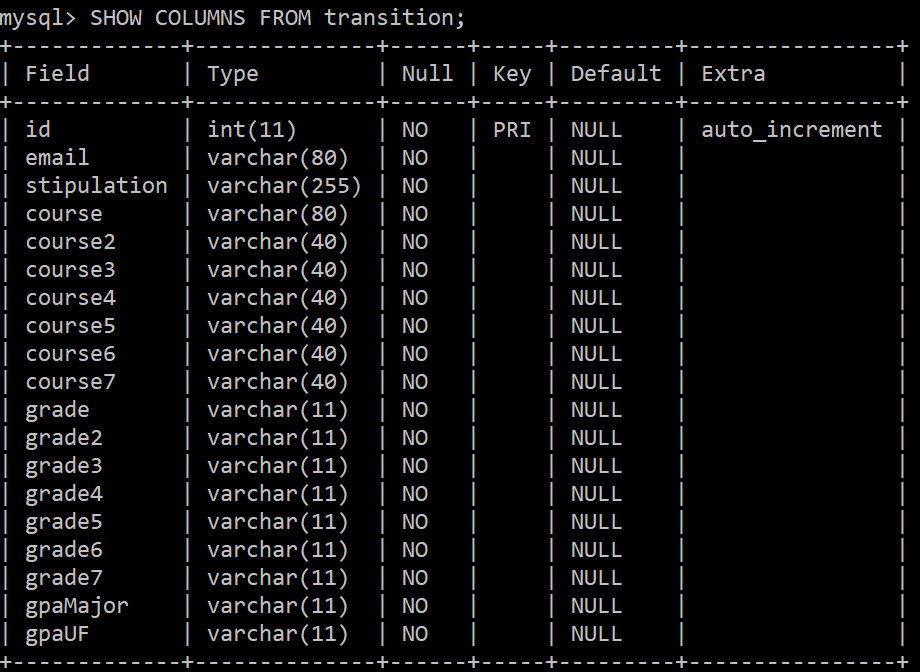 mysql> SHOW COLUMNS FROM transition;
+-------------+--------------+------+-----+---------+----------------+
| Field       | Type         | Null | Key | Default | Extra          |
+-------------+--------------+------+-----+---------+----------------+
| id          | int(11)      | NO   | PRI | NULL    | auto_increment |
| email       | varchar(80)  | NO   |     | NULL    |                |
| stipulation | varchar(255) | NO   |     | NULL    |                |
| course      | varchar(80)  | NO   |     | NULL    |                |
| course2     | varchar(40)  | NO   |     | NULL    |                |
| course3     | varchar(40)  | NO   |     | NULL    |                |
| course4     | varchar(40)  | NO   |     | NULL    |                |
| course5     | varchar(40)  | NO   |     | NULL    |                |
| course6     | varchar(40)  | NO   |     | NULL    |                |
| course7     | varchar(40)  | NO   |     | NULL    |                |
| grade       | varchar(11)  | NO   |     | NULL    |                |
| grade2      | varchar(11)  | NO   |     | NULL    |                |
| grade3      | varchar(11)  | NO   |     | NULL    |                |
| grade4      | varchar(11)  | NO   |     | NULL    |                |
| grade5      | varchar(11)  | NO   |     | NULL    |                |
| grade6      | varchar(11)  | NO   |     | NULL    |                |
| grade7      | varchar(11)  | NO   |     | NULL    |                |
| gpaMajor    | varchar(11)  | NO   |     | NULL    |                |
| gpaUF       | varchar(11)  | NO   |     | NULL    |                |
+-------------+--------------+------+-----+---------+----------------+